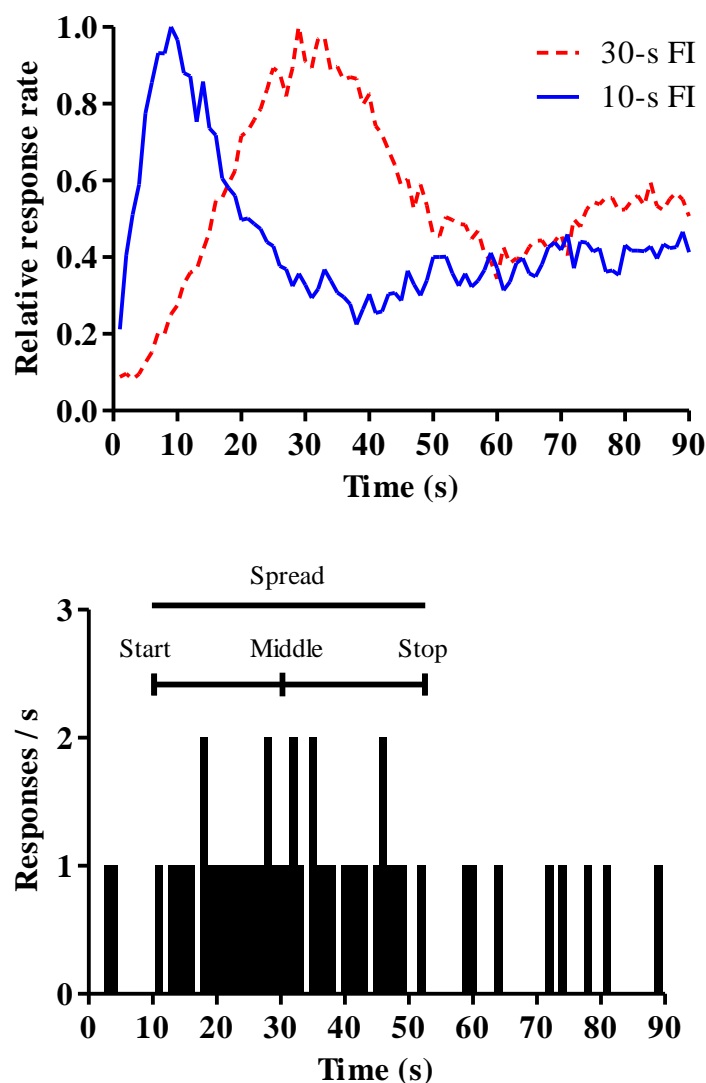 Relative response rate
1.0
0.8
0.6
0.4
0.2
0.0
30-s FI
10-s FI
0 10 20 30 40 50 60 70 80 90
Time (s)
Responses / s
3
2
1
0
Spread
Start Middle Stop
0 10 20 30 40 50 60 70 80 90
Time (s)